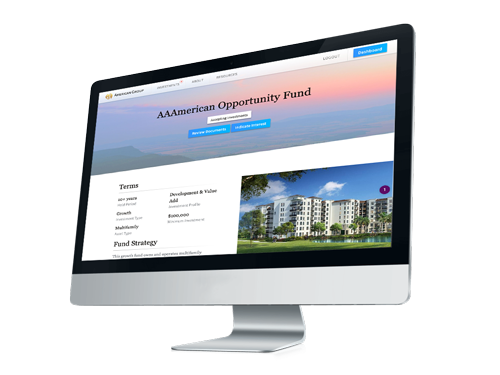 AMERICAN GROUP
INVESTMENTS
ABOUT
RESOURCES
LOGOUT
Dashboard
AAAmerican Opportunity Fund
Accepting Investments
Review Documents
Indicate Interest
Terms
10+ years
Hold Period
Development & Value
Add
Investment Profile
Growth
Investment Type
$100,000
Minimum Investment
Multifamily
Asset Type
Fund Strategy
This growth fund owns and operates multifamily,
1